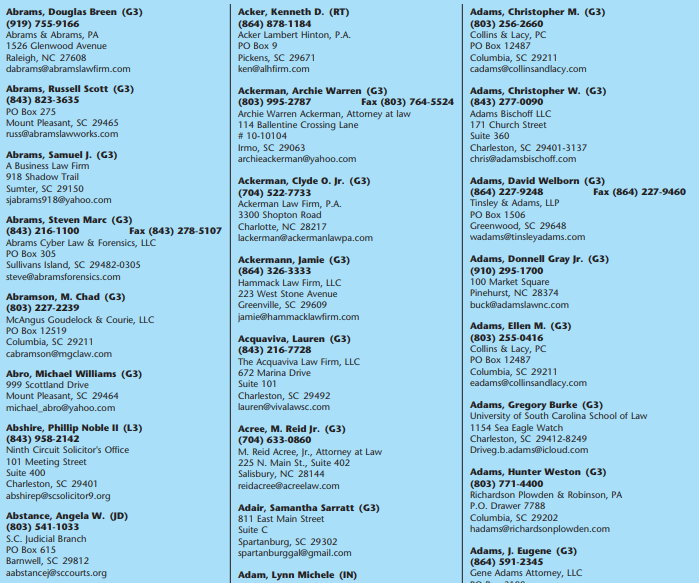 Abrams, Douglas Breen (G3)
(919) 755-9166
Abrams & Abrams, PA
1526 Glenwood Avenue
Raleigh, NC 27608
dabrams@abramslawfirm.com
Abrams, Russell Scott (G3)
(843) 823-3635
PO Box 275
Mount Pleasant, SC 29465
russ@abramslawworks.com
Abrams, Samuel J. (G3)
A Business Law Firm
918 Shadow Trail
Sumter, SC 29150
sjabrams918@yahoo.com
Abrams, Steven Marc (G3)
(843) 216-1100 Fax (843) 278-5107
Abrams Cyber Law & Forensics, LLC
PO Box 305
Sullivans Island, SC 29482-0305
steve@abramsforensics.com
Abramson, M. Chad (G3)
(803) 227-2239
McAngus Goudelock & Courie, LLC
PO Box 12519
Columbia, SC 29211
cabramson@mgclaw.com
Abro, Michael Williams (G3)
999 Scottland Drive
Mount Pleasant, SC 29464
michael_abro@yahoo.com
Abshire, Phillip Noble II (L3)
(843) 958-2142
Ninth Circuit Solicitor's Office
101 Meeting Street
Suite 400
Charleston, SC 29401
abshirep@scsolicitor9.org
Abstance, Angela W. (JD)
(803) 541-1033
S.C. Judicial Branch
PO Box 615
Barnwell, SC 29812
aabstancej@sccourts.org
Acker, Kenneth D. (RT)
(864) 878-1184
Acker Lambert Hinton, P.A.
PO Box 9
Pickens, SC 29671
ken@alhfirm.com
Ackerman, Archie Warren (G3)
(803) 995-2787 Fax (803) 764-5524
Archie Warren Ackerman, Attorney at law
114 Ballentine Crossing Lane
# 10-10104
Irmo, SC 29063
archieackerman@yahoo.com
Ackerman, Clyde O. Jr. (G3)
(704) 522-7733
Ackerman Law Firm, P.A.
3300 Shopton Road
Charlotte, NC 28217
lackerman@ackermanlawpa.com
Ackermann, Jamie (G3)
(864) 326-3333
Hammack Law Firm, LLC
223 West Stone Avenue
Greenville, SC 29609
jamie@hammacklawfirm.com
Acquaviva, Lauren (G3)
(843) 216-7728
The Acquaviva Law Firm, LLC
672 Marina Drive
Suite 101
Charleston, SC 29492
lauren@vivalawsc.com
Acree, M. Reid Jr. (G3)
(704) 633-0860
M. Reid Acree, Jr., Attorney at Law
225 N. Main St., Suite 402
Salisbury, NC 28144
reidacree@acreelaw.com
Adair, Samantha Sarratt (G3)
811 East Main Street
Suite C
Spartanburg, SC 29302
spartanburggal@gmail.com
Adam, Lynn Michele (IN)
Adams, Christopher M. (G3)
(803) 256-2660
Collins & Lacy, PC
PO Box 12487
Columbia, SC 29211
cadams@collinsandlacy.com
Adams, Christopher W. (G3)
(843) 277-0090
Adams Bischoff LLC
171 Church Street
Suite 360
Charleston, SC 29401-3137
chris@adamsbischoff.com
Adams, David Welborn (G3)
(864) 227-9248 Fax (864) 227-9460
Tinsley & Adams, LLP
PO Box 1506
Greenwood, SC 29648
wadams@tinsleyadams.com
Adams, Donnell Gray Jr. (G3)
(910) 295-1700
100 Market Square
Pinehurst, NC 28374
buck@adamslawnc.com
Adams, Ellen M. (G3)
(803) 255-0416
Collins & Lacy, PC
PO Box 12487
Columbia, SC 29211
eadams@collinsandlacy.com
Adams, Gregory Burke (G3)
University of South Carolina School of Law
1154 Sea Eagle Watch
Charleston, SC 29412-8249
Driveg.b.adams@icloud.com
Adams, Hunter Weston (G3)
(803) 771-4400
Richardson Plowden & Robinson, PA
P.O. Drawer 7788
Columbia, SC 29202
hadams@richardsonplowden.com
Adams, J. Eugene (G3)
(864) 591-2345
Gene Adams Attorney, LLC